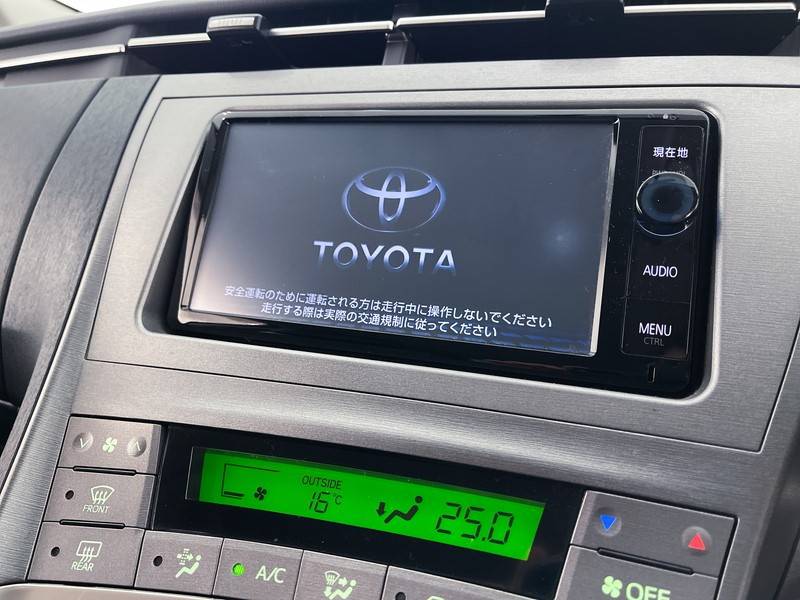 現在地
TOYOTA
AUDIO
安全運転のために運転される方は走行中に操作しないでください
走行する際は実際の交通規制に従ってください
MENU
CTRL
OUTSIDE
16°C
25.0
FRONT
REAR
A/C
OFF